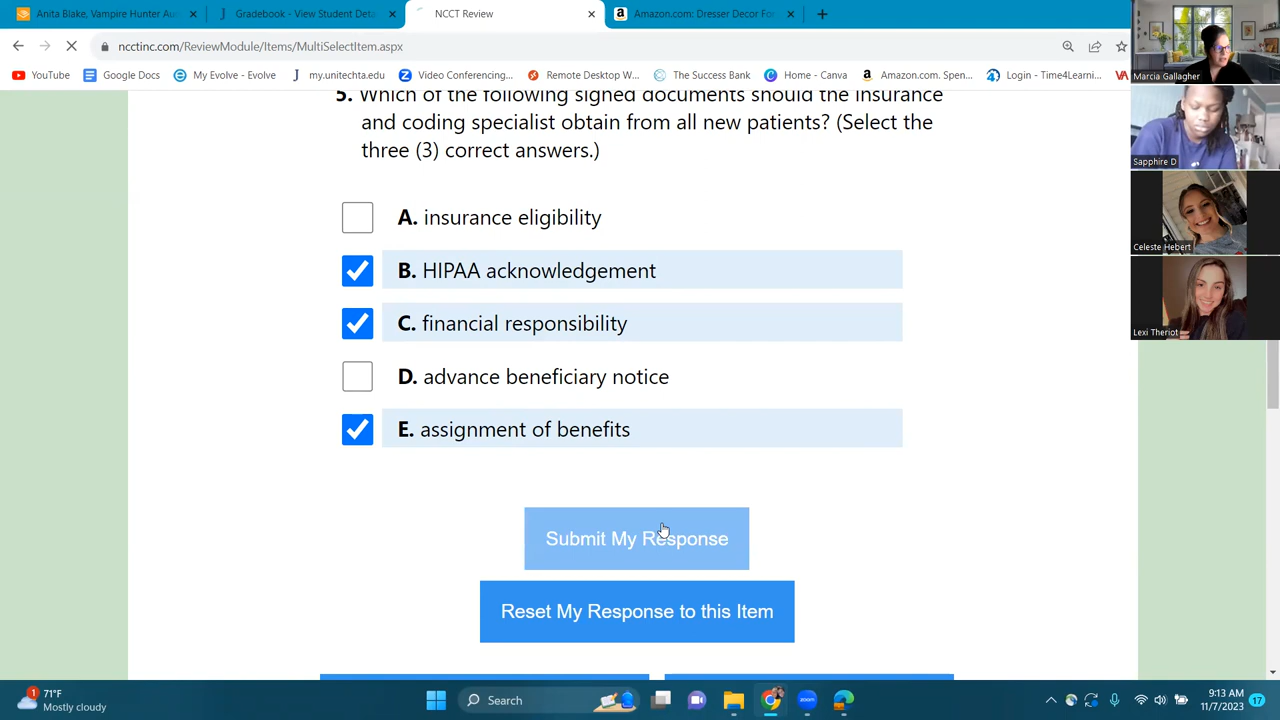 Anita Blake, Vampire Hunter Au
Gradebook - View Student Deta
NCCT Review
Amazon.com: Dresser Decor For
ncctinc.com/ReviewModule/Items/MultiSelectItem.aspx
YouTube
Google Docs
My Evolve - Evolve
my.unitechta.edu
Video Conferencing...
Remote Desktop W...
The Success Bank
Home - Canva
Amazon.com. Spen...
Login - Time4Learni...
VA
5. Which of the following signed documents should the insurance
and coding specialist obtain from all new patients? (Select the
three (3) correct answers.)
A. insurance eligibility
B. HIPAA acknowledgement
C. financial responsibility
D. advance beneficiary notice
E. assignment of benefits
Submit My Response
Reset My Response to this Item
Marcia Gallagher
Sapphire D
Celeste Hebert
Lexi Theriot
1
71°F
Mostly cloudy
Search
9:13 AM
11/7/2023
17